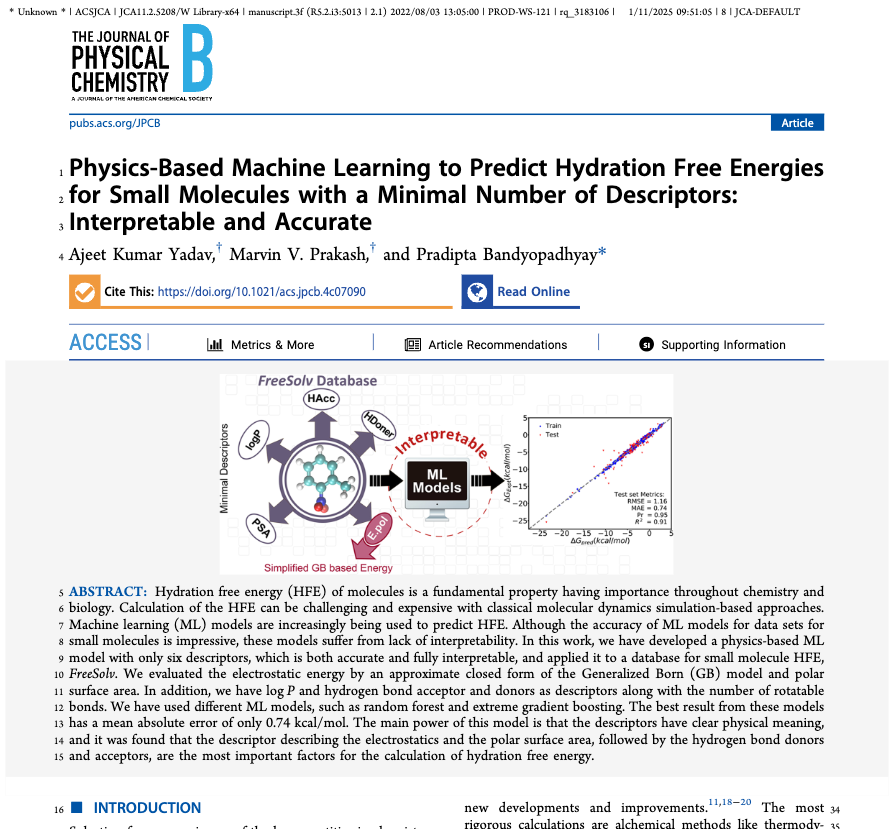 * Unknown * | ACSJCA | JCA11.2.5208/W Library-x64 | manuscript.3f (R5.2.i3:5013 | 2.1) 2022/08/03 13:05:00 | PROD-WS-121 | rq_3183106 | 1/11/2025 09:51:05 | 8 | JCA-DEFAULT
THE JOURNAL OF
PHYSICAL
CHEMISTRY
B
A JOURNAL OF THE AMERICAN CHEMICAL SOCIETY
pubs.acs.org/JPCB
Article
1 Physics-Based Machine Learning to Predict Hydration Free Energies
2 for Small Molecules with a Minimal Number of Descriptors:
3 Interpretable and Accurate
4 Ajeet Kumar Yadav,† Marvin V. Prakash,† and Pradipta Bandyopadhyay*
Cite This: https://doi.org/10.1021/acs.jpcb.4c07090
Read Online
ACCESS |
Metrics & More
Article Recommendations
SI Supporting Information
FreeSolv Database
HAcc
HDoner
logP
PSA
E.pol
Minimal Descriptors
Simplified GB based Energy
Interpretable
ML
Models
5
0
−5
−10
−15
−20
−25
−25 −20 −15 −10 −5 0 5
ΔGpred(kcal/mol)
Train
Test
Test set Metrics:
RMSE = 1.16
MAE = 0.74
Pr = 0.95
R² = 0.91
5 ABSTRACT: Hydration free energy (HFE) of molecules is a fundamental property having importance throughout chemistry and
6 biology. Calculation of the HFE can be challenging and expensive with classical molecular dynamics simulation-based approaches.
7 Machine learning (ML) models are increasingly being used to predict HFE. Although the accuracy of ML models for data sets for
8 small molecules is impressive, these models suffer from lack of interpretability. In this work, we have developed a physics-based ML
9 model with only six descriptors, which is both accurate and fully interpretable, and applied it to a database for small molecule HFE,
10 FreeSolv. We evaluated the electrostatic energy by an approximate closed form of the Generalized Born (GB) model and polar
11 surface area. In addition, we have log P and hydrogen bond acceptor and donors as descriptors along with the number of rotatable
12 bonds. We have used different ML models, such as random forest and extreme gradient boosting. The best result from these models
13 has a mean absolute error of only 0.74 kcal/mol. The main power of this model is that the descriptors have clear physical meaning,
14 and it was found that the descriptor describing the electrostatics and the polar surface area, followed by the hydrogen bond donors
15 and acceptors, are the most important factors for the calculation of hydration free energy.
16 ■ INTRODUCTION
new developments and improvements.11,18−20 The most 34
rigorous calculations are alchemical methods like thermody- 35